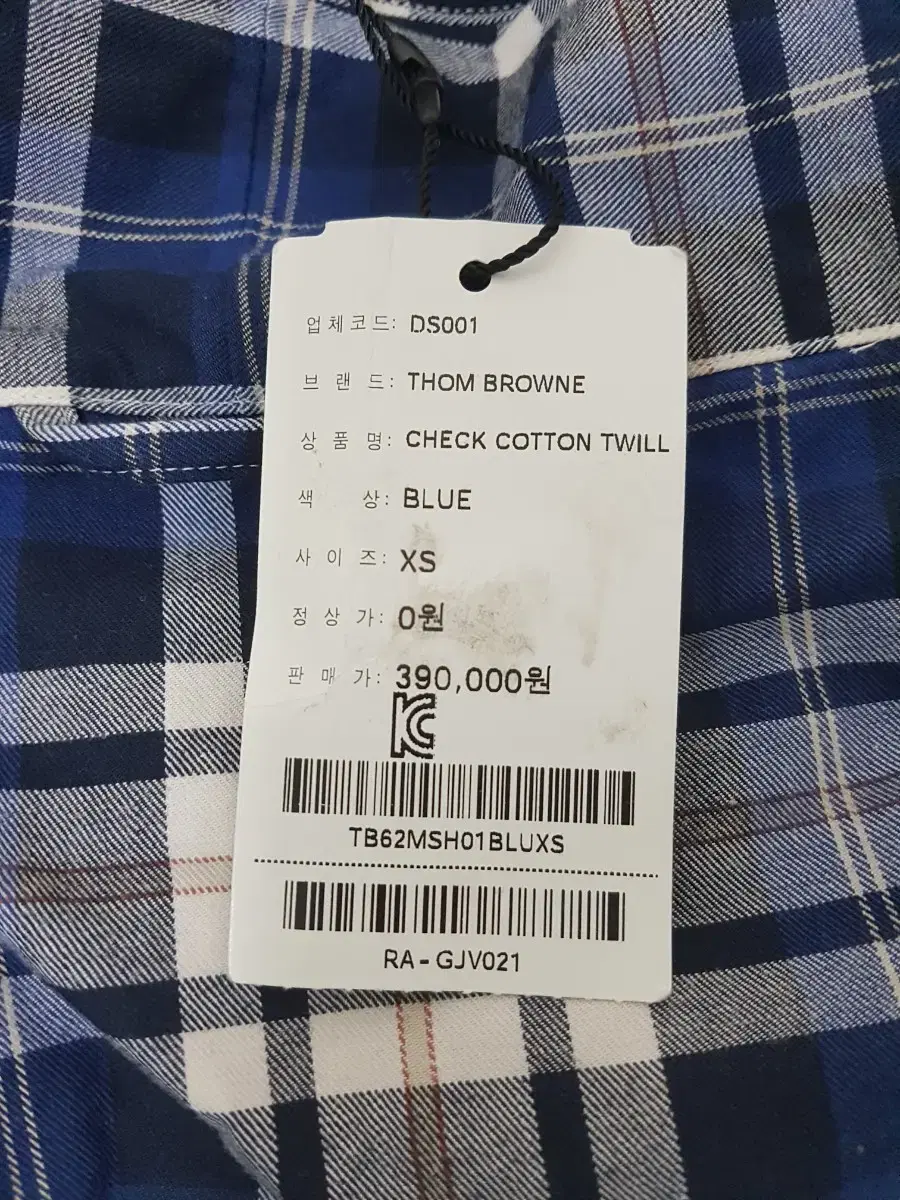 업체코드: DS001
브랜드: THOM BROWNE
상품명: CHECK COTTON TWILL
색상: BLUE
사이즈: XS
정상가: 0원
판매가: 390,000원
KC
TB62MSH01BLUXS
RA-GJV021